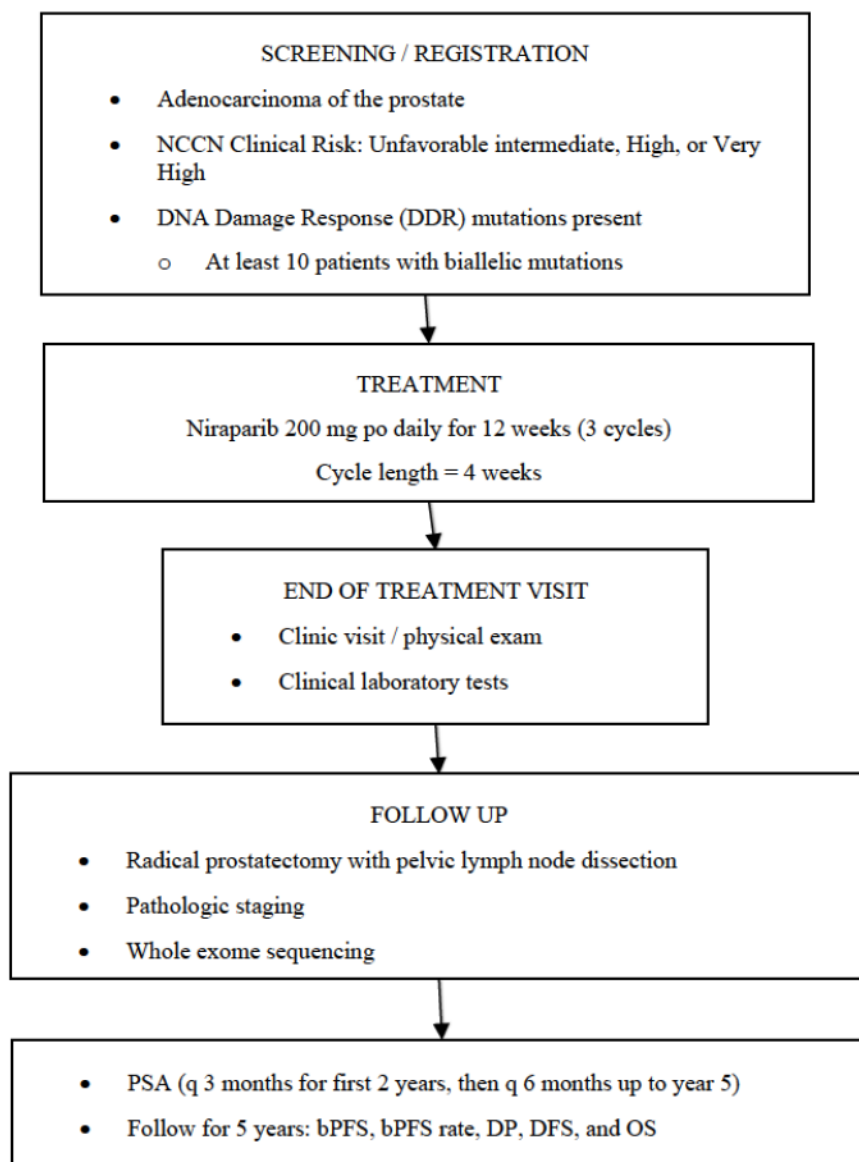 SCREENING / REGISTRATION
• Adenocarcinoma of the prostate
• NCCN Clinical Risk: Unfavorable intermediate, High, or Very
High
• DNA Damage Response (DDR) mutations present
o At least 10 patients with biallelic mutations
TREATMENT
Niraparib 200 mg po daily for 12 weeks (3 cycles)
Cycle length = 4 weeks
END OF TREATMENT VISIT
• Clinic visit / physical exam
• Clinical laboratory tests
FOLLOW UP
• Radical prostatectomy with pelvic lymph node dissection
• Pathologic staging
• Whole exome sequencing
• PSA (q 3 months for first 2 years, then q 6 months up to year 5)
• Follow for 5 years: bPFS, bPFS rate, DP, DFS, and OS